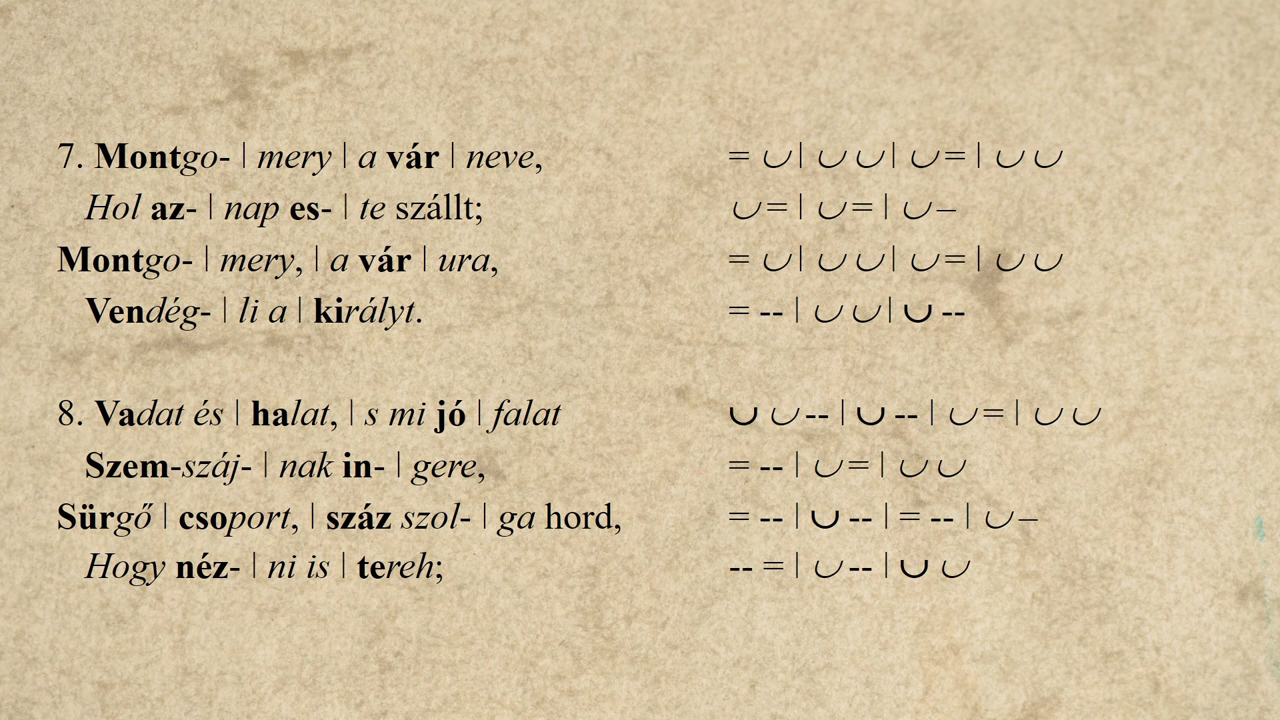 7. Montgo- | mery | a vár | neve, = ◡ | ◡ ◡ | ◡ = | ◡ ◡
Hol az- | nap es- | te szállt; ◡ = | ◡ = | ◡ –
Montgo- | mery, | a vár | ura, = ◡ | ◡ ◡ | ◡ = | ◡ ◡
Vendég- | li a | királyt. = -- | ◡ ◡ | ◡ --
8. Vadat és | halat, | s mi jó | falat ◡ ◡ -- | ◡ -- | ◡ = | ◡ ◡
Szem-száj- | nak in- | gere, = -- | ◡ = | ◡ ◡
Sürgő | csoport, | száz szol- | ga hord, = -- | ◡ -- | = -- | ◡ –
Hogy néz- | ni is | tereh; -- = | ◡ -- | ◡ ◡